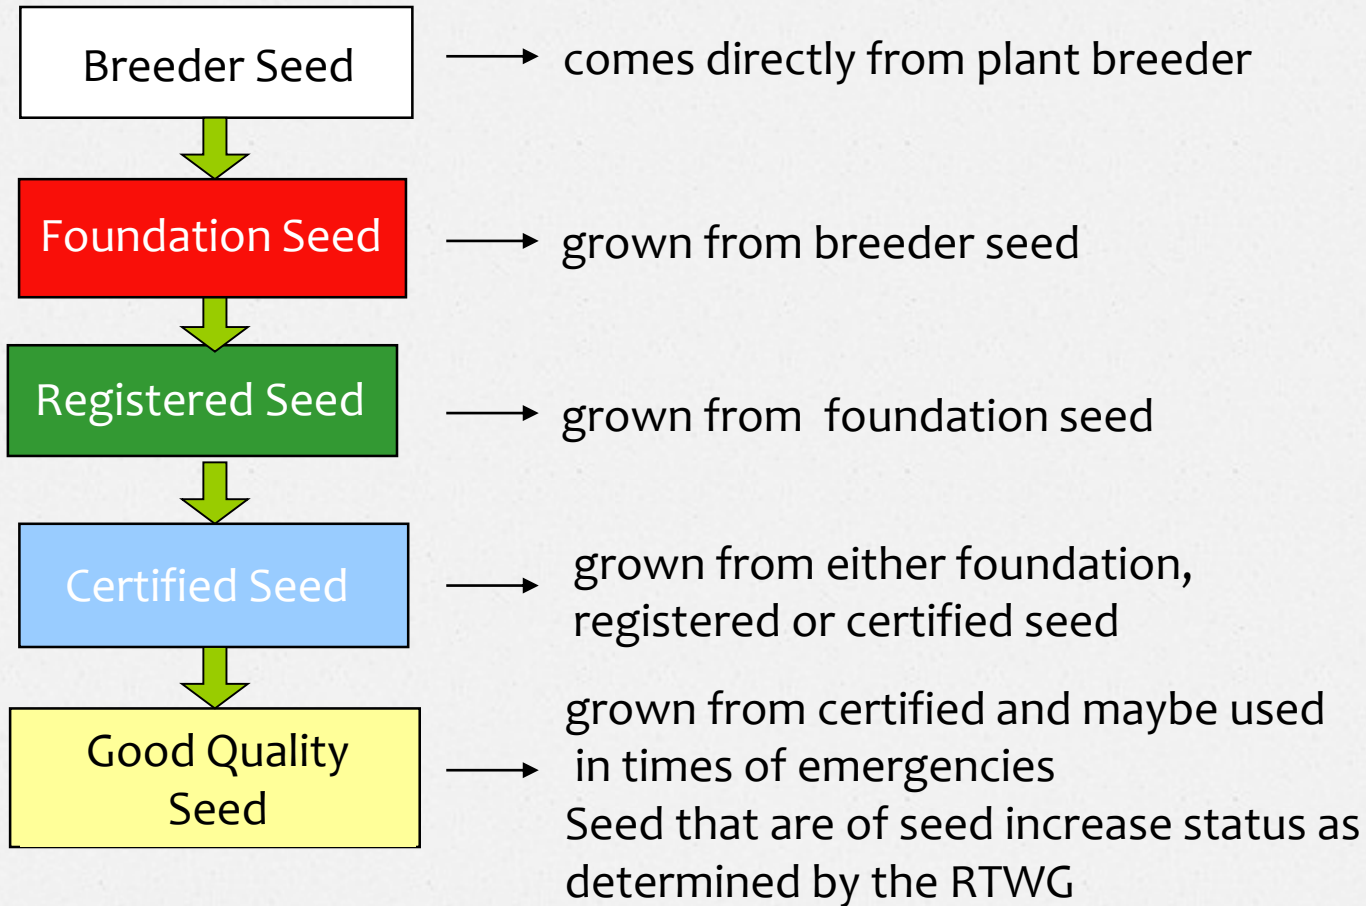 Breeder Seed
comes directly from plant breeder
Foundation Seed
grown from breeder seed
Registered Seed
grown from foundation seed
Certified Seed
grown from either foundation,
registered or certified seed
Good Quality
Seed
grown from certified and maybe used
in times of emergencies
Seed that are of seed increase status as
determined by the RTWG